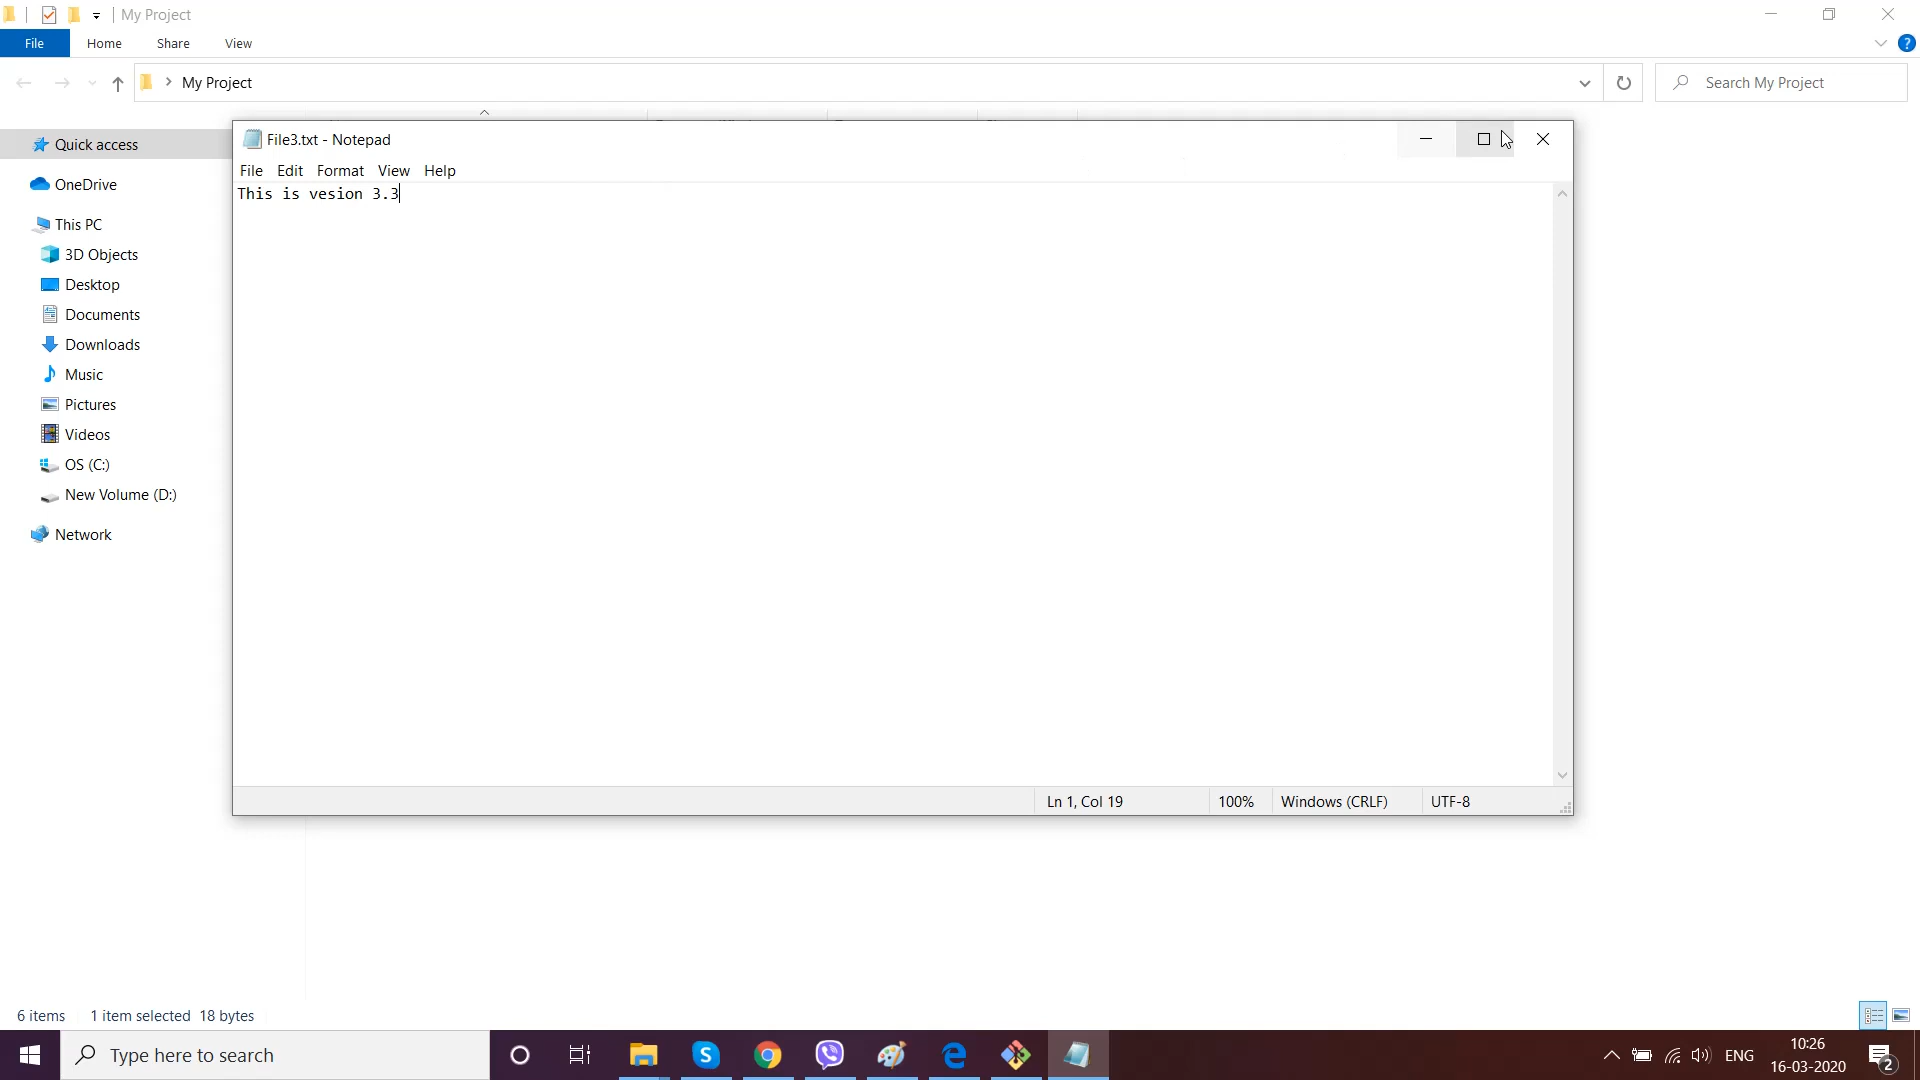 My Project
File Home Share View
My Project
Search My Project
Quick access
OneDrive
This PC
3D Objects
Desktop
Documents
Downloads
Music
Pictures
Videos
OS (C:)
New Volume (D:)
Network
File3.txt - Notepad
File Edit Format View Help
This is vesion 3.3
Ln 1, Col 19 100% Windows (CRLF) UTF-8
6 items 1 item selected 18 bytes
Type here to search
ENG
10:26
16-03-2020
2